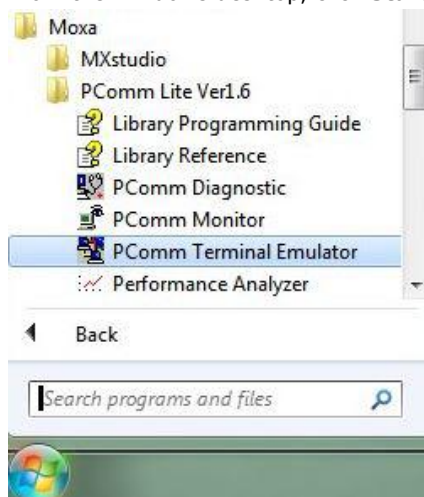 Moxa
MXstudio
PComm Lite Ver1.6
Library Programming Guide
Library Reference
PComm Diagnostic
PComm Monitor
PComm Terminal Emulator
Performance Analyzer
Back
Search programs and files